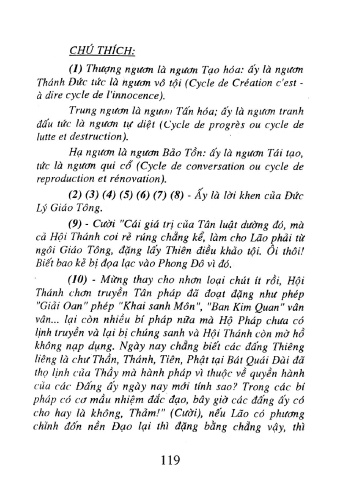 CHÚ THÍCH:
(1) Thượng ngươn là ngươn Tạo hóa: ấy là ngươn
Thánh Đức tức là ngươn vô tội (Cycle de Création c'est -
à dire cycle de l'innocence).
Trung ngươn là ngươn Tấn hóa; ấy là ngươn tranh
đấu tức là ngươn tự diệt (Cycle de progrès ou cycle de
lutte et destruction).
Hạ ngươn là ngươn Bảo Tồn: ấy là ngươn Tái tạo,
tức là ngươn qui cổ (Cycle de conversation ou cycle de
reproduction et rénovation).
(2) (3) (4) (5) (6) (7) (8) - Ấy là lời khen của Đức
Lý Giáo Tông.
(9) - Cười "Cái giá trị của Tân luật dường đó, mà
cả Hội Thánh coi rẻ rúng chẳng kể, làm cho Lão phải từ
ngôi Giáo Tông, đặng lấy Thiên điều khảo tội. Ôi thôi!
Biết bao kẻ bị đọa lạc vào Phong Đô vì đó.
(10) - Mừng thay cho nhơn loại chút ít rồi, Hội
Thánh chơn truyền Tân pháp đã đoạt đặng như phép
"Giải Oan" phép "Khai sanh Môn", "Ban Kim Quan" vân
vân... lại còn nhiều bí pháp nữa mà Hộ Pháp chưa có
lịnh truyền và lại bị chúng sanh và Hội Thánh còn mờ hồ
không nạp dụng. Ngày nay chẳng biết các đấng Thiêng
liêng là chư Thần, Thánh, Tiên, Phật tại Bát Quái Đài đã
thọ lịnh của Thầy mà hành pháp vì thuộc về quyền hành
của các Đấng ấy ngày nay mới tính sao? Trong các bí
pháp có cơ mầu nhiệm đắc đạo, bây giờ các đấng ấy có
cho hay là không, Thảm!" (Cười), nếu Lão có phương
chinh đốn nền Đạo lại thì đặng bằng chẳng vậy, thì
119